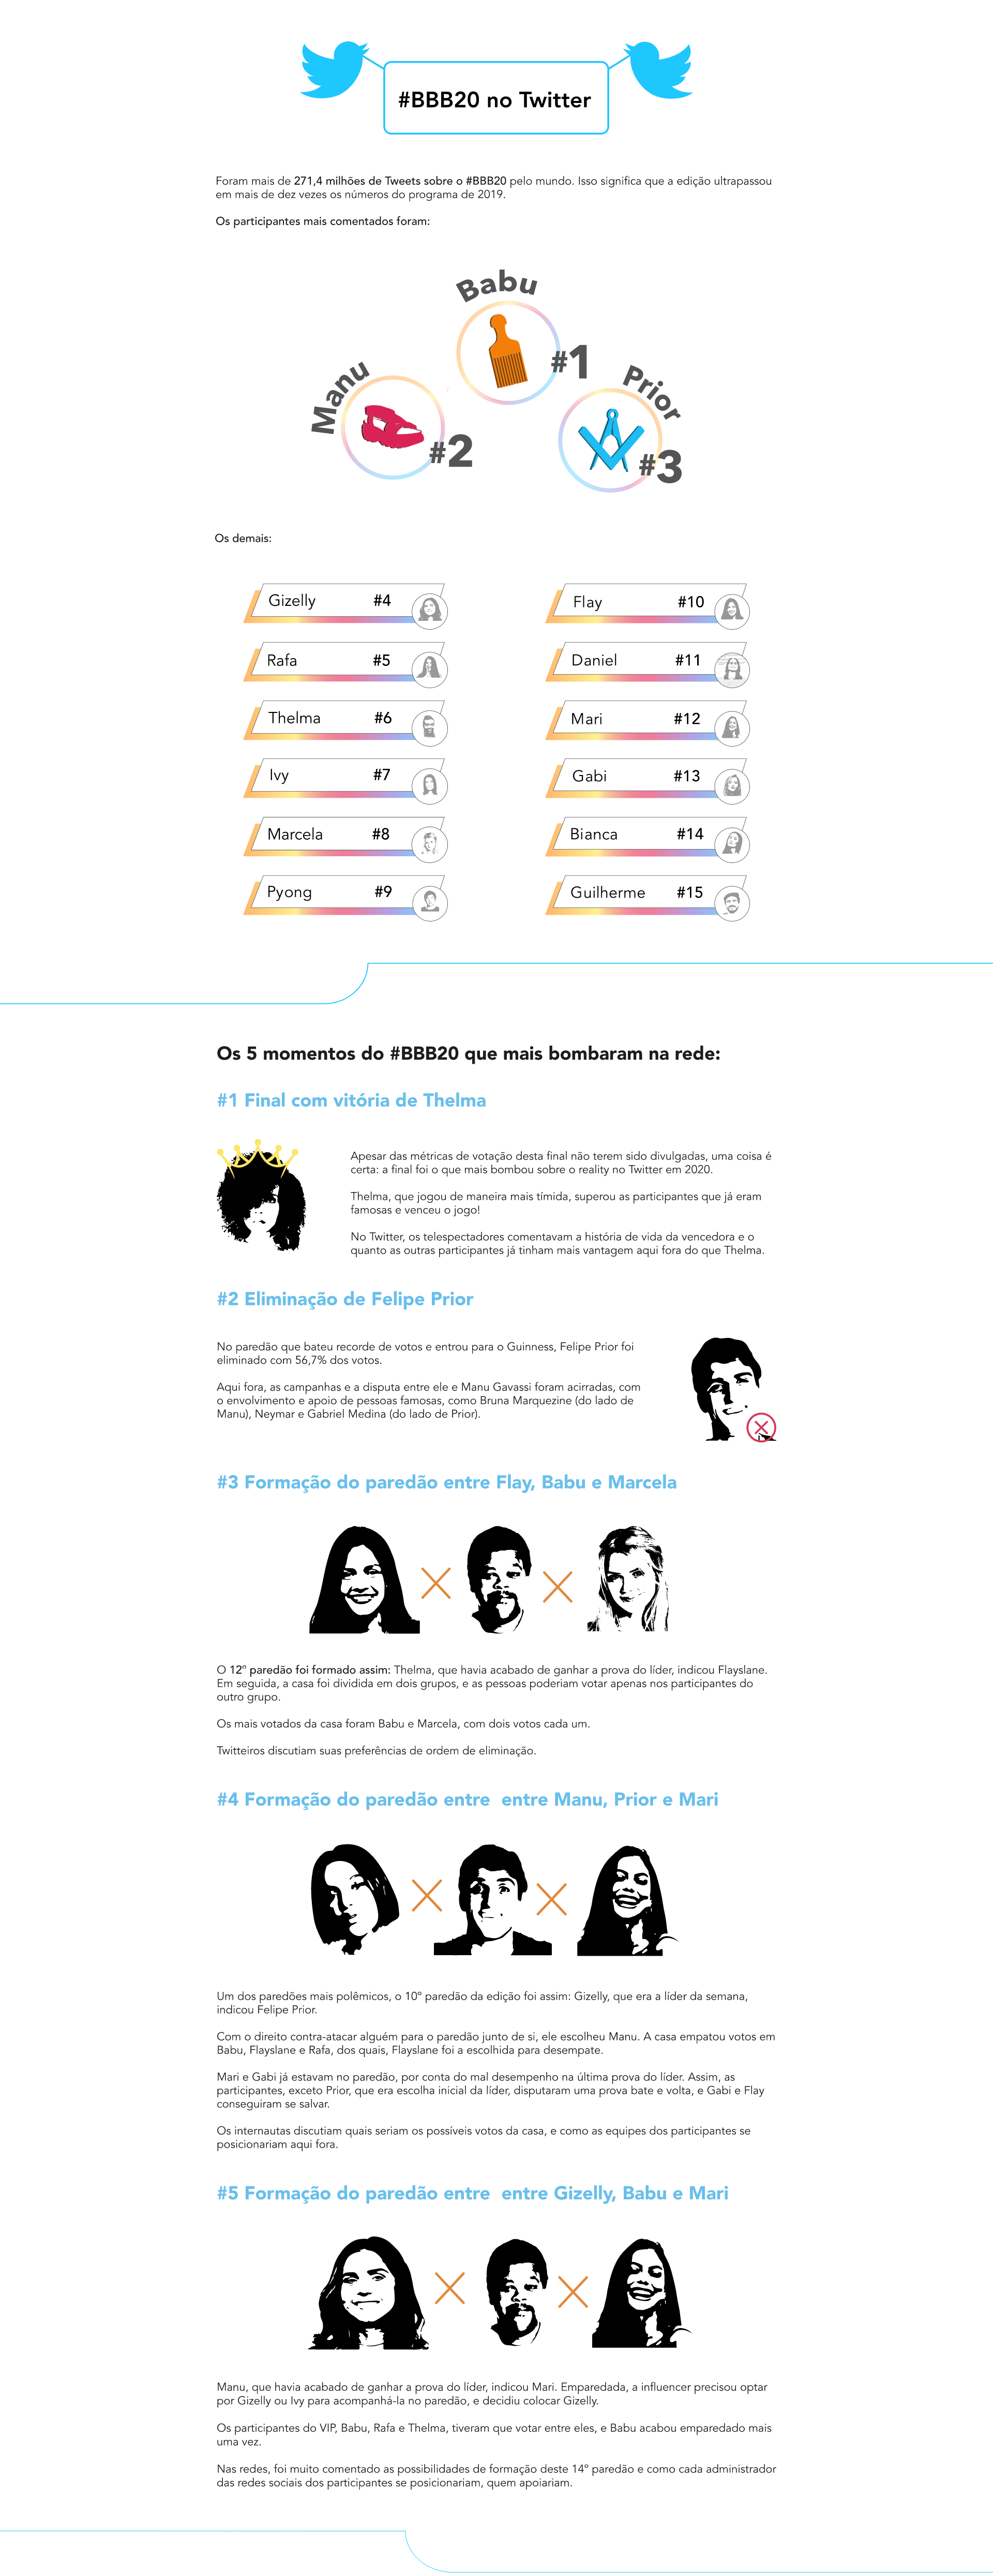 #BBB20 no Twitter
Foram mais de 271,4 milhões de Tweets sobre o #BBB20 pelo mundo. Isso significa que a edição ultrapassou
em mais de dez vezes os números do programa de 2019.
Os participantes mais comentados foram:
Babu
#1
Manu
#2
Prior
#3
Os demais:
Gizelly #4
Rafa #5
Thelma #6
Ivy #7
Marcela #8
Pyong #9
Flay #10
Daniel #11
Mari #12
Gabi #13
Bianca #14
Guilherme #15
Os 5 momentos do #BBB20 que mais bombaram na rede:
#1 Final com vitória de Thelma
Apesar das métricas de votação desta final não terem sido divulgadas, uma coisa é
certa: a final foi o que mais bombou sobre o reality no Twitter em 2020.
Thelma, que jogou de maneira mais tímida, superou as participantes que já eram
famosas e venceu o jogo!
No Twitter, os telespectadores comentavam a história de vida da vencedora e o
quanto as outras participantes já tinham mais vantagem aqui fora do que Thelma.
#2 Eliminação de Felipe Prior
No paredão que bateu recorde de votos e entrou para o Guinness, Felipe Prior foi
eliminado com 56,7% dos votos.
Aqui fora, as campanhas e a disputa entre ele e Manu Gavassi foram acirradas, com
o envolvimento e apoio de pessoas famosas, como Bruna Marquezine (do lado de
Manu), Neymar e Gabriel Medina (do lado de Prior).
#3 Formação do paredão entre Flay, Babu e Marcela
O 12º paredão foi formado assim: Thelma, que havia acabado de ganhar a prova do líder, indicou Flayslane.
Em seguida, a casa foi dividida em dois grupos, e as pessoas poderiam votar apenas nos participantes do
outro grupo.
Os mais votados da casa foram Babu e Marcela, com dois votos cada um.
Twitteiros discutiam suas preferências de ordem de eliminação.
#4 Formação do paredão entre entre Manu, Prior e Mari
Um dos paredões mais polêmicos, o 10º paredão da edição foi assim: Gizelly, que era a líder da semana,
indicou Felipe Prior.
Com o direito contra-atacar alguém para o paredão junto de si, ele escolheu Manu. A casa empatou votos em
Babu, Flayslane e Rafa, dos quais, Flayslane foi a escolhida para desempate.
Mari e Gabi já estavam no paredão, por conta do mal desempenho na última prova do líder. Assim, as
participantes, exceto Prior, que era escolha inicial da líder, disputaram uma prova bate e volta, e Gabi e Flay
conseguiram se salvar.
Os internautas discutiam quais seriam os possíveis votos da casa, e como as equipes dos participantes se
posicionariam aqui fora.
#5 Formação do paredão entre entre Gizelly, Babu e Mari
Manu, que havia acabado de ganhar a prova do líder, indicou Mari. Emparedada, a influencer precisou optar
por Gizelly ou Ivy para acompanhá-la no paredão, e decidiu colocar Gizelly.
Os participantes do VIP, Babu, Rafa e Thelma, tiveram que votar entre eles, e Babu acabou emparedado mais
uma vez.
Nas redes, foi muito comentado as possibilidades de formação deste 14º paredão e como cada administrador
das redes sociais dos participantes se posicionariam, quem apoiariam.